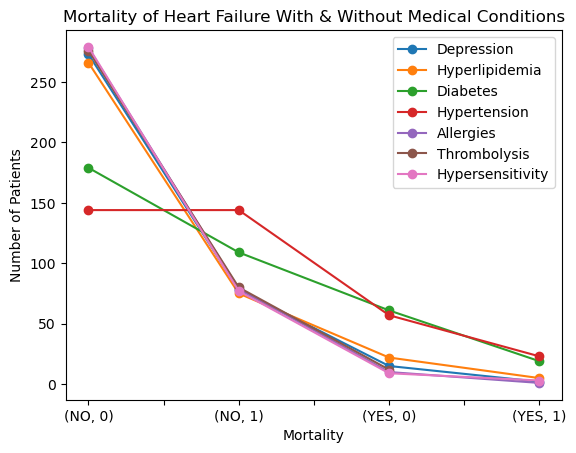 Mortality of Heart Failure With & Without Medical Conditions
Depression
Hyperlipidemia
Diabetes
Hypertension
Allergies
Thrombolysis
Hypersensitivity
Number of Patients
250
200
150
100
50
0
(NO, 0) (NO, 1) (YES, 0) (YES, 1)
Mortality